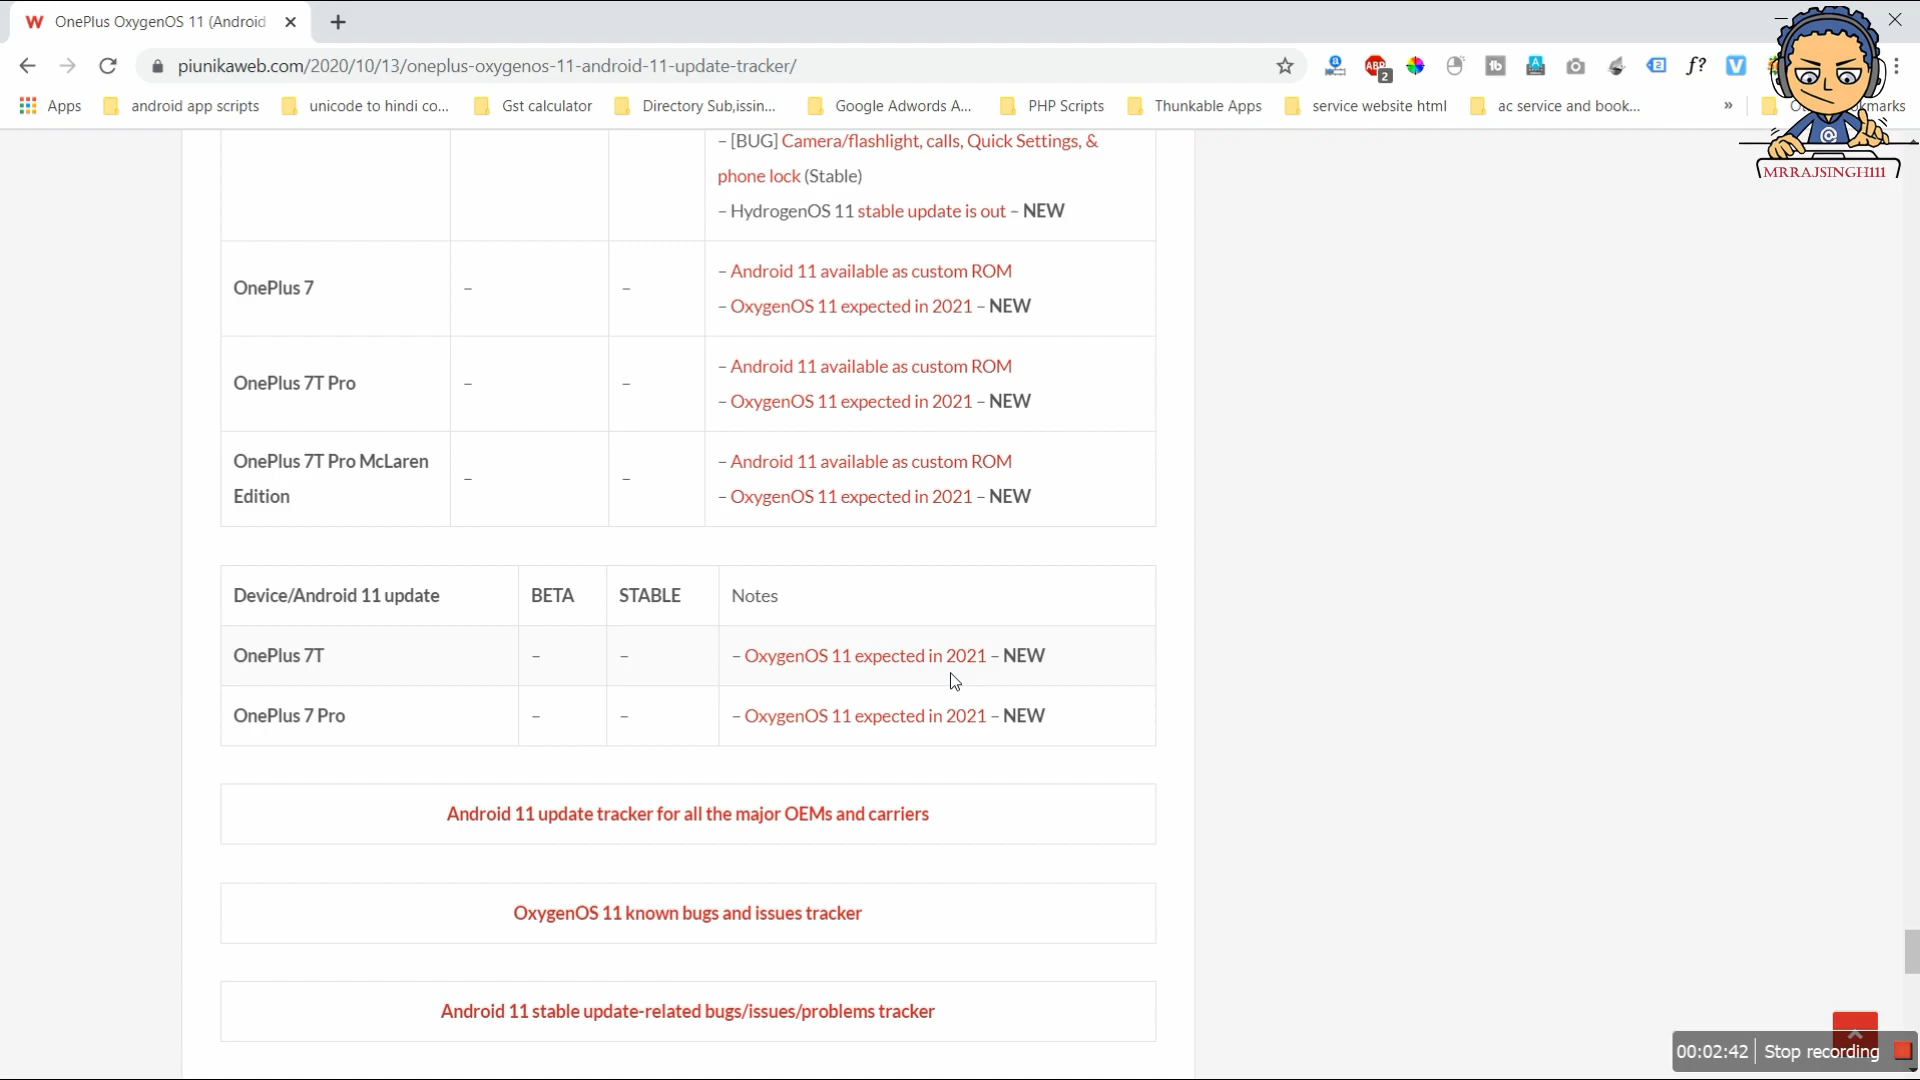 OnePlus OxygenOS 11 (Android
piunikaweb.com/2020/10/13/oneplus-oxygenos-11-android-11-update-tracker/
ABP
2
f?
V
Apps
android app scripts
unicode to hindi co...
Gst calculator
Directory Sub,issin...
Google Adwords A...
PHP Scripts
Thunkable Apps
service website html
ac service and book...
»
MRRAJSINGH111
– [BUG] Camera/flashlight, calls, Quick Settings, &
phone lock (Stable)
– HydrogenOS 11 stable update is out – NEW
OnePlus 7 – – – Android 11 available as custom ROM
– OxygenOS 11 expected in 2021 – NEW
OnePlus 7T Pro – – – Android 11 available as custom ROM
– OxygenOS 11 expected in 2021 – NEW
OnePlus 7T Pro McLaren
Edition – – – Android 11 available as custom ROM
– OxygenOS 11 expected in 2021 – NEW
Device/Android 11 update BETA STABLE Notes
OnePlus 7T – – – OxygenOS 11 expected in 2021 – NEW
OnePlus 7 Pro – – – OxygenOS 11 expected in 2021 – NEW
Android 11 update tracker for all the major OEMs and carriers
OxygenOS 11 known bugs and issues tracker
Android 11 stable update-related bugs/issues/problems tracker
00:02:42 Stop recording